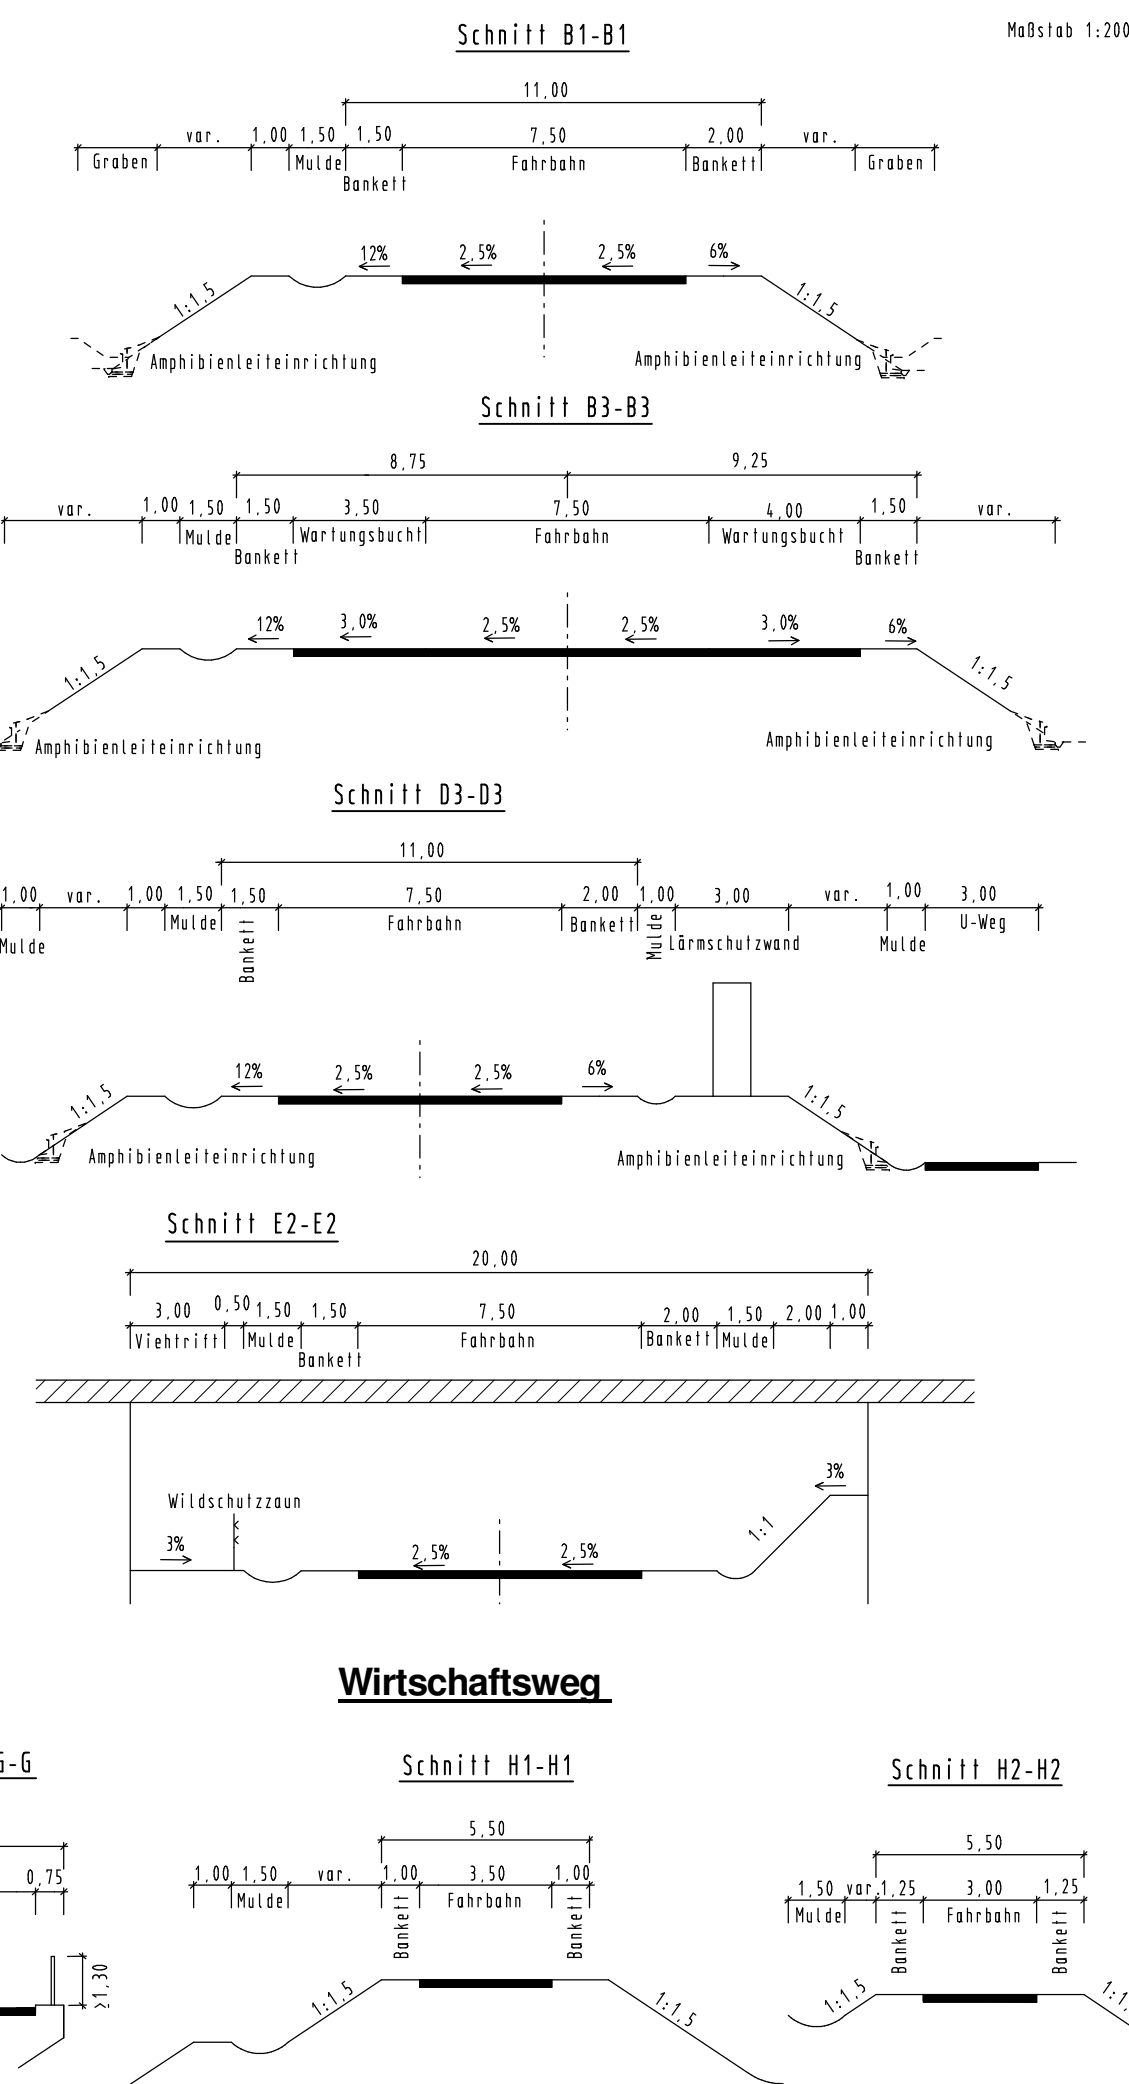 Schnitt B1-B1
Maßstab 1:200
11,00
var. 1,00 1,50 1,50 7,50 2,00 var.
Graben Mulde Fahrbahn Bankett Graben
Bankett
12% 2,5% 2,5% 6%
1:1,5 1:1,5
Amphibienleiteinrichtung Amphibienleiteinrichtung
Schnitt B3-B3
8,75 9,25
var. 1,00 1,50 1,50 3,50 7,50 4,00 1,50 var.
Mulde Wartungsbucht Fahrbahn Wartungsbucht
Bankett Bankett
12% 3,0% 2,5% 2,5% 3,0% 6%
1:1,5 1:1,5
Amphibienleiteinrichtung Amphibienleiteinrichtung
Schnitt D3-D3
11,00
1,00 var. 1,00 1,50 1,50 7,50 2,00 1,00 3,00 var. 1,00 3,00
Mulde Mulde Bankett Fahrbahn Bankett Mulde Lärmschutzwand Mulde U-Weg
12% 2,5% 2,5% 6%
1:1,5 1:1,5
Amphibienleiteinrichtung Amphibienleiteinrichtung
Schnitt E2-E2
20,00
3,00 0,50 1,50 1,50 7,50 2,00 1,50 2,00 1,00
Viehtrift Mulde Fahrbahn Bankett Mulde
Bankett
3%
Wildschutzzaun
1:1
3% 2,5% 2,5%
Wirtschaftsweg
G-G
0,75
≥1,30
Schnitt H1-H1
5,50
1,00 1,50 var. 1,00 3,50 1,00
Mulde Bankett Fahrbahn Bankett
1:1,5 1:1,5
Schnitt H2-H2
5,50
1,50 var. 1,25 3,00 1,25
Mulde Bankett Fahrbahn Bankett
1:1,5